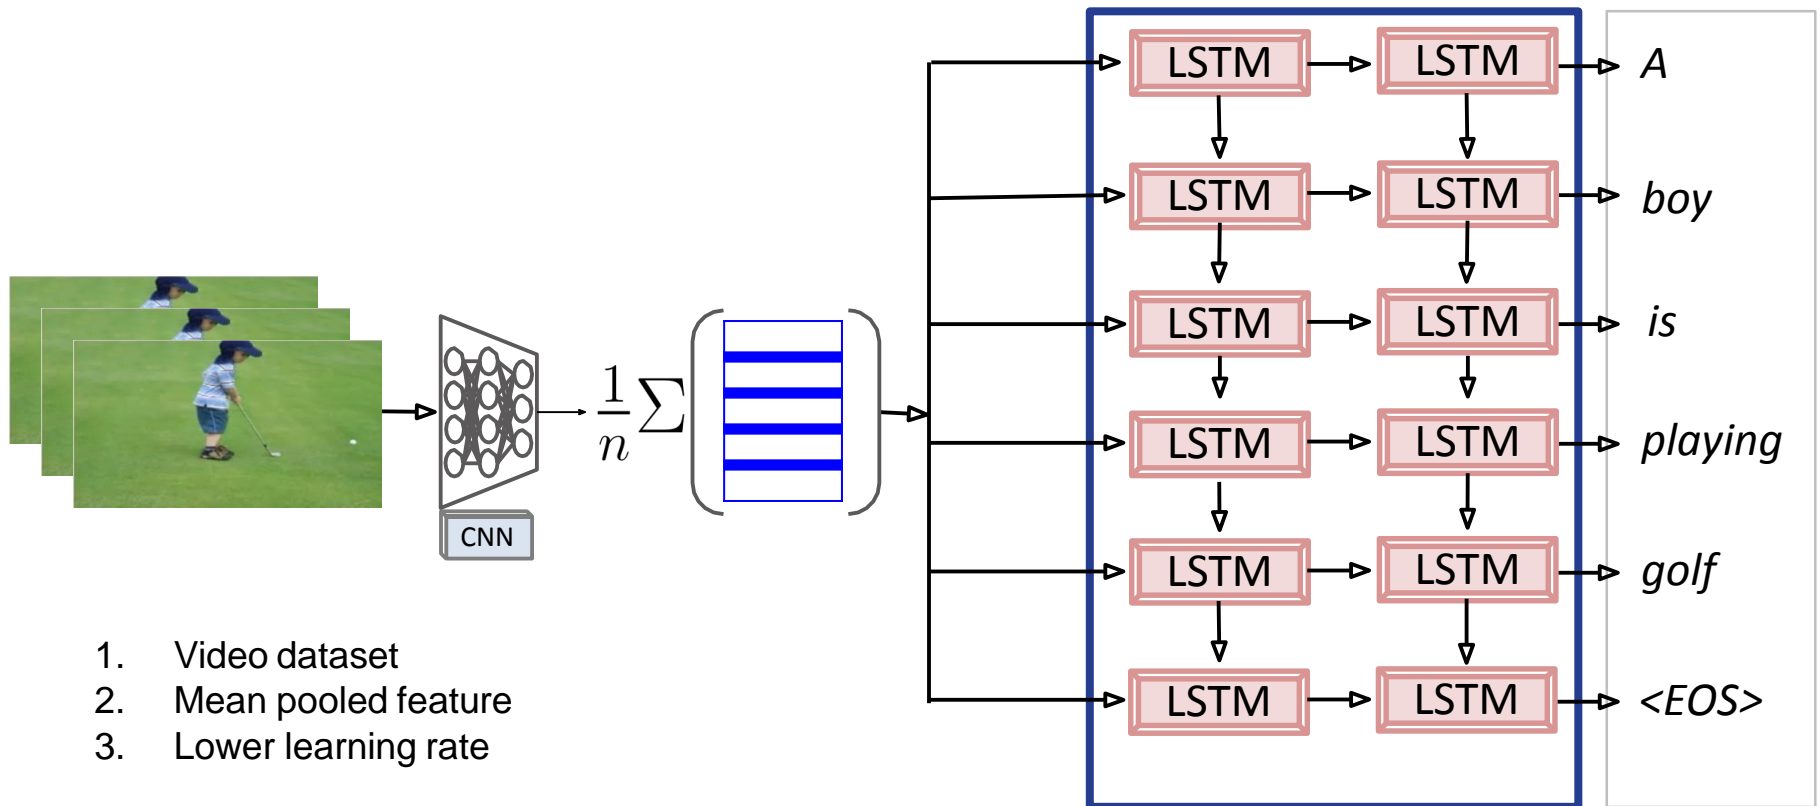 LSTM LSTM A
LSTM LSTM boy
LSTM LSTM is
1/n ∑
LSTM LSTM playing
CNN
LSTM LSTM golf
LSTM LSTM <EOS>
1. Video dataset
2. Mean pooled feature
3. Lower learning rate